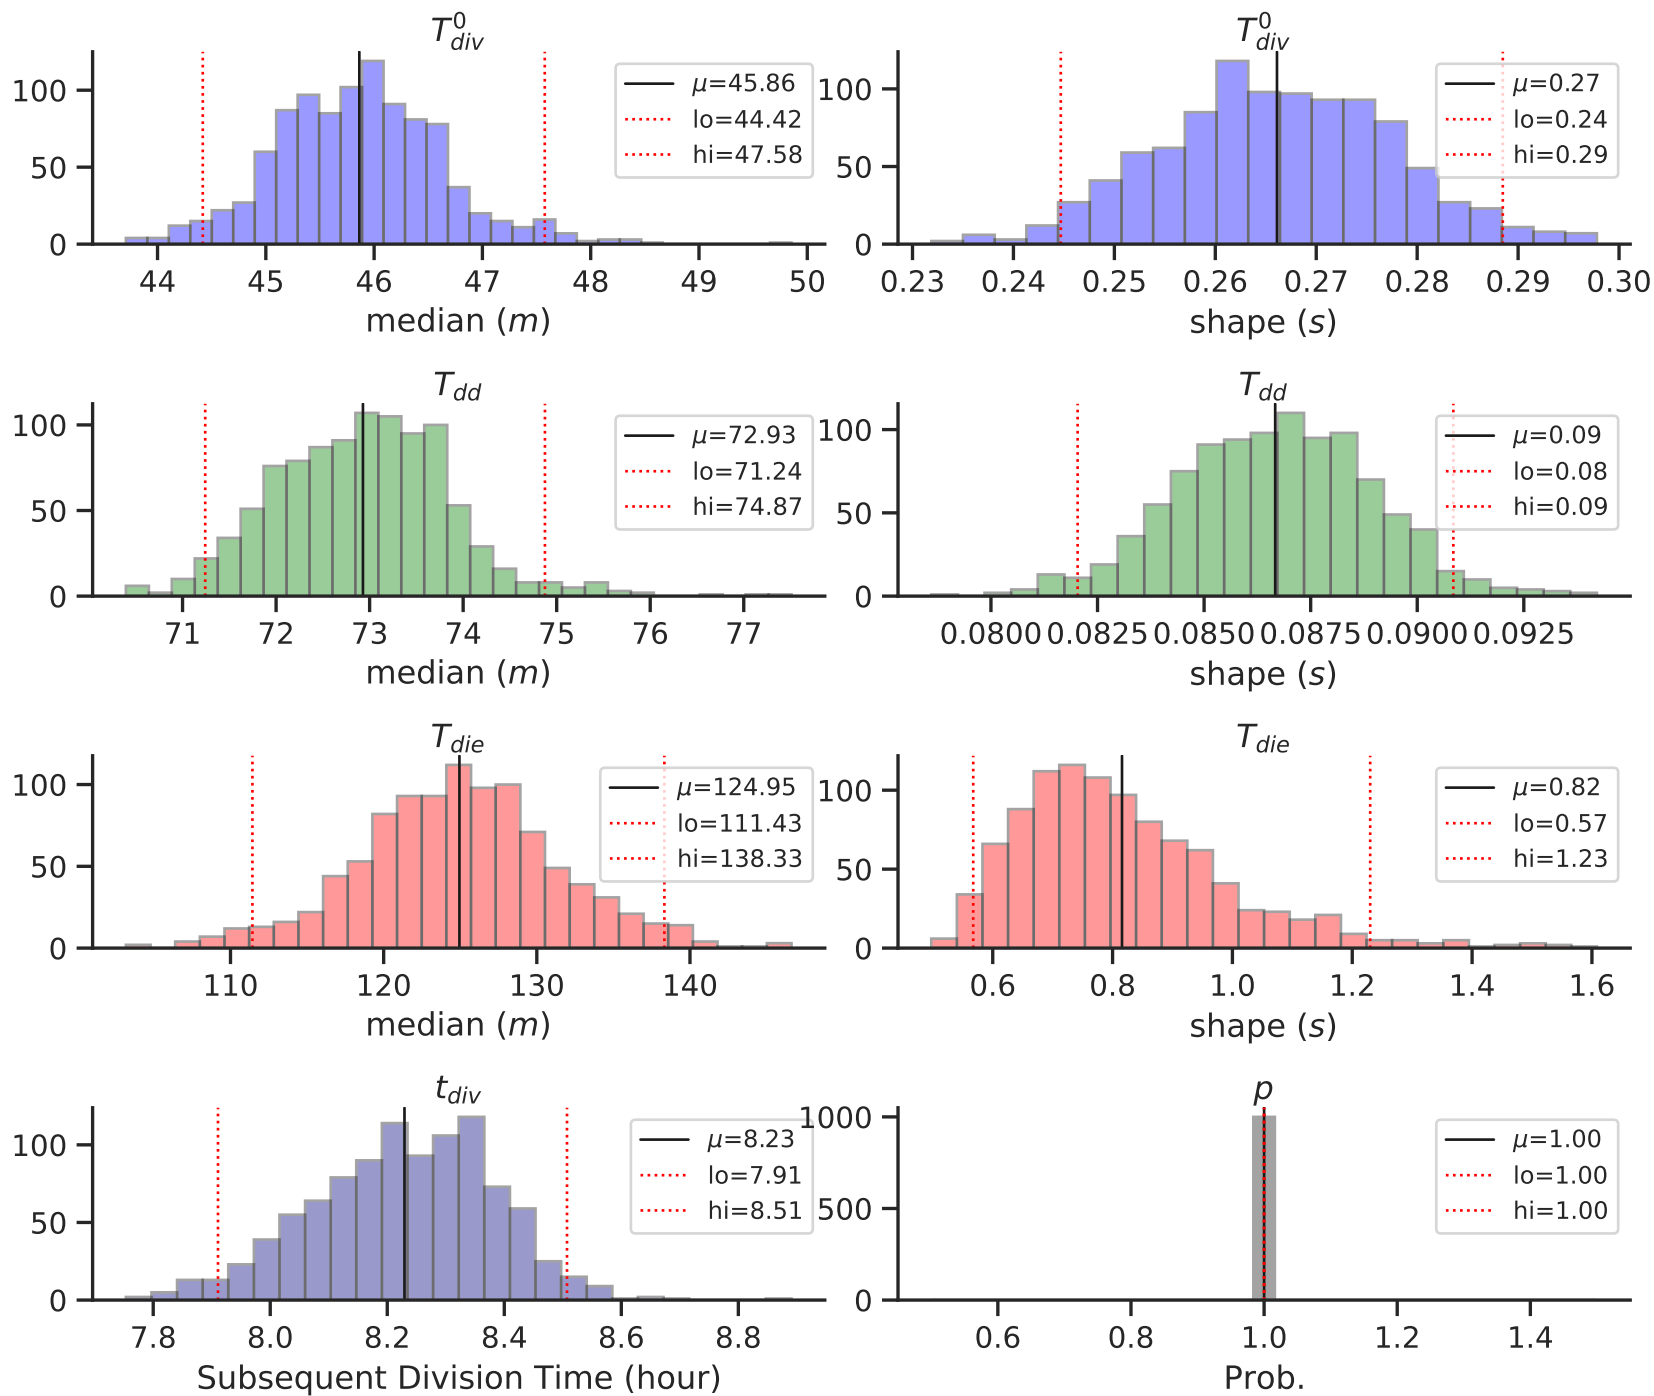 T⁰div
100
50
0
44 45 46 47 48 49 50
median (m)
μ=45.86
lo=44.42
hi=47.58
T⁰div
100
50
0
0.23 0.24 0.25 0.26 0.27 0.28 0.29 0.30
shape (s)
μ=0.27
lo=0.24
hi=0.29
Tdd
100
50
0
71 72 73 74 75 76 77
median (m)
μ=72.93
lo=71.24
hi=74.87
Tdd
100
50
0
0.0800 0.0825 0.0850 0.0875 0.0900 0.0925
shape (s)
μ=0.09
lo=0.08
hi=0.09
Tdie
100
50
0
110 120 130 140
median (m)
μ=124.95
lo=111.43
hi=138.33
Tdie
100
50
0
0.6 0.8 1.0 1.2 1.4 1.6
shape (s)
μ=0.82
lo=0.57
hi=1.23
tdiv
100
50
0
7.8 8.0 8.2 8.4 8.6 8.8
Subsequent Division Time (hour)
μ=8.23
lo=7.91
hi=8.51
p
1000
500
0
0.6 0.8 1.0 1.2 1.4
Prob.
μ=1.00
lo=1.00
hi=1.00